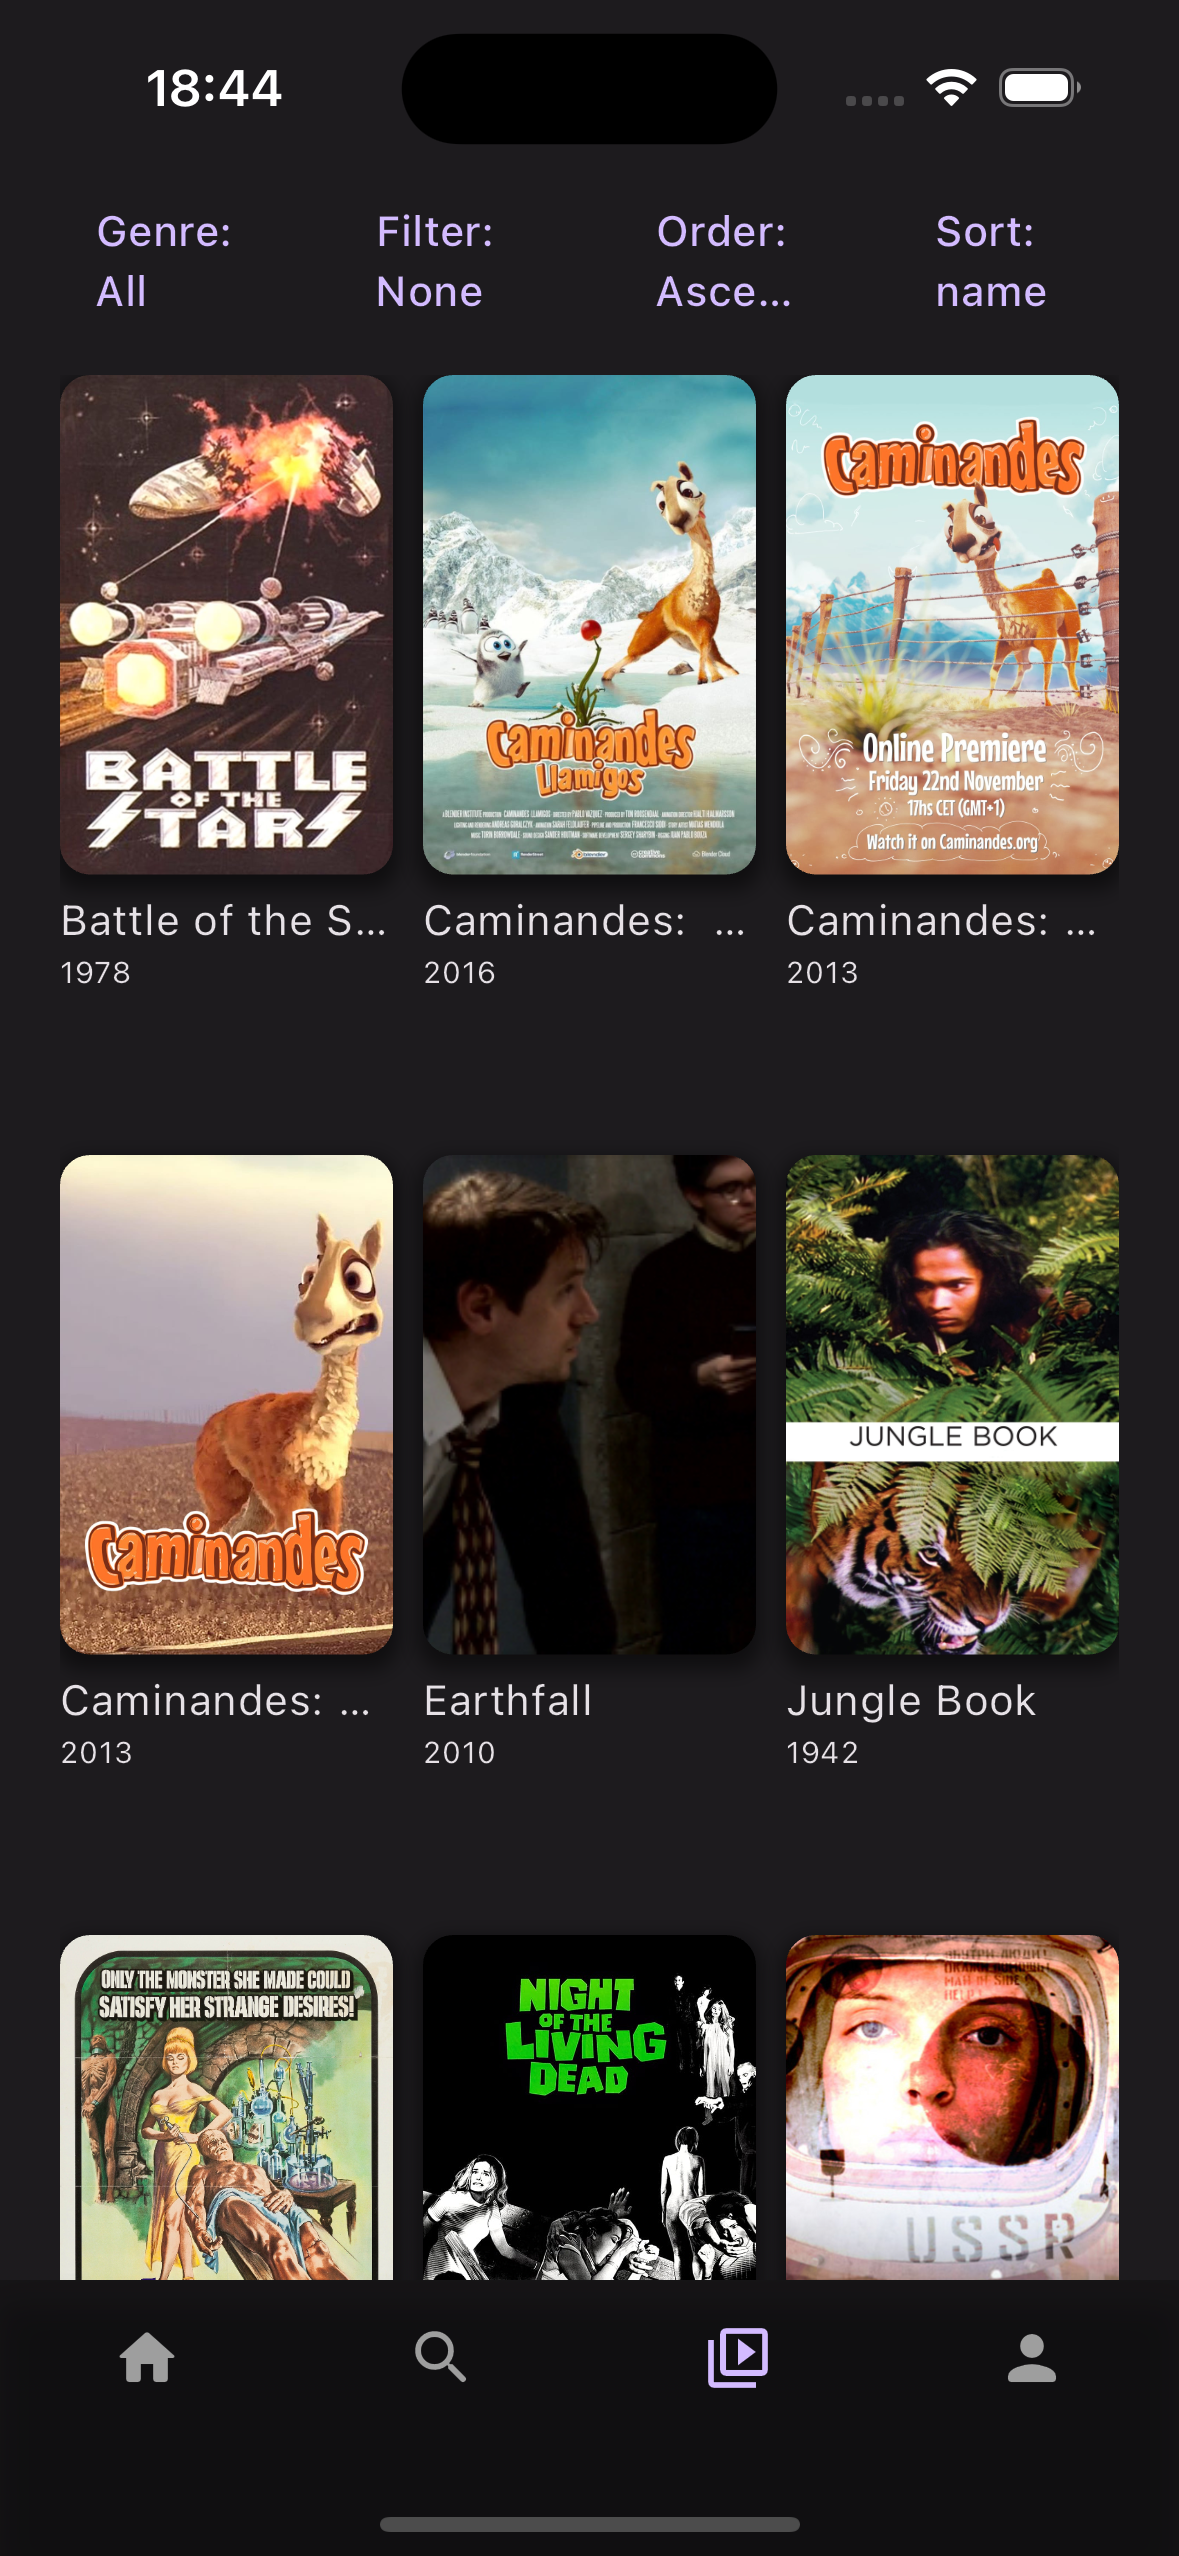 18:44
Genre:
All
Filter:
None
Order:
Asce...
Sort:
name
BATTLE
OF THE
STARS
Caminandes
Llamigos
Caminandes
Online Premiere
Friday 22nd November
17hs CET (GMT+1)
Watch it on Caminandes.org
Battle of the S...
1978
Caminandes: ...
2016
Caminandes: ...
2013
Caminandes
JUNGLE BOOK
Caminandes: ...
2013
Earthfall
2010
Jungle Book
1942
ONLY THE MONSTER SHE MADE COULD
SATISFY HER STRANGE DESIRES!
NIGHT
OF THE
LIVING
DEAD
USSR